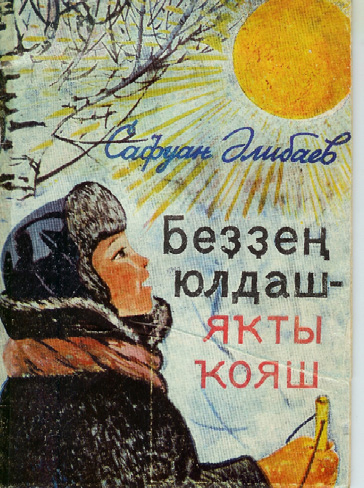 Сафуан Әлибаев
Беҙҙең
юлдаш-
яҡты
ҡояш